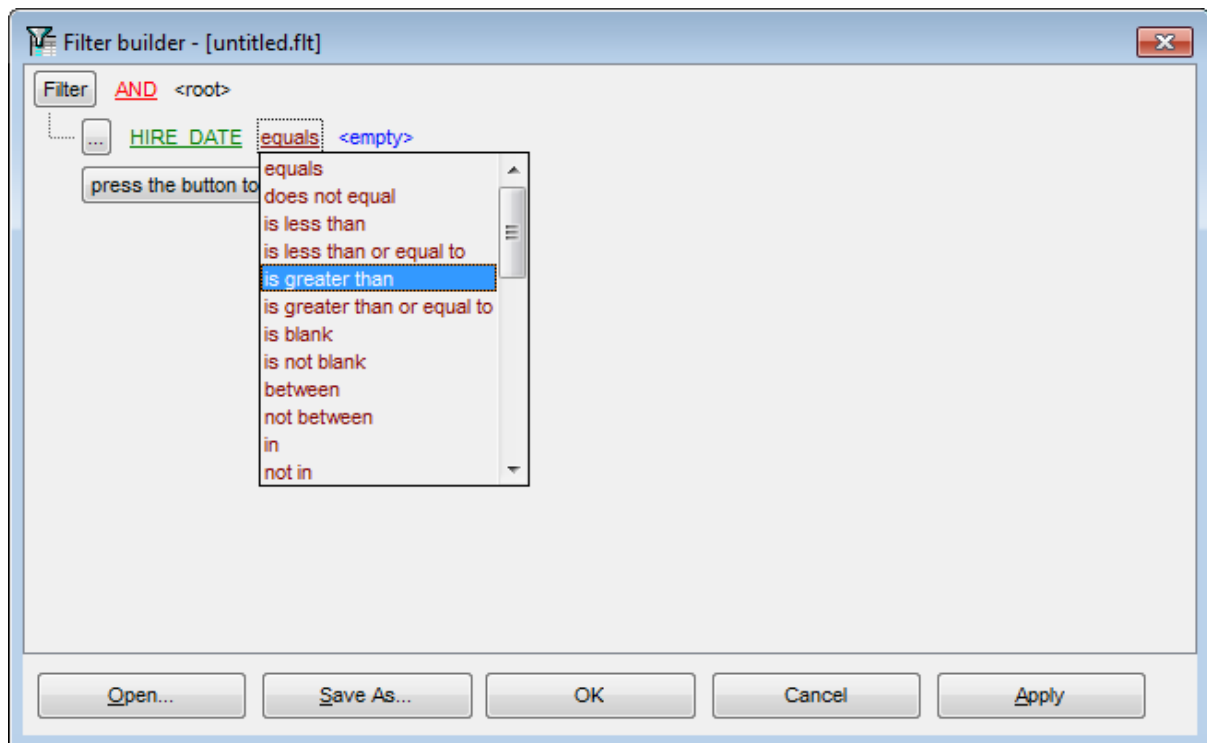 Filter builder - [untitled.flt]
Filter AND <root>
... HIRE_DATE equals <empty>
press the button to
equals
does not equal
is less than
is less than or equal to
is greater than
is greater than or equal to
is blank
is not blank
between
not between
in
not in
Open... Save As... OK Cancel Apply